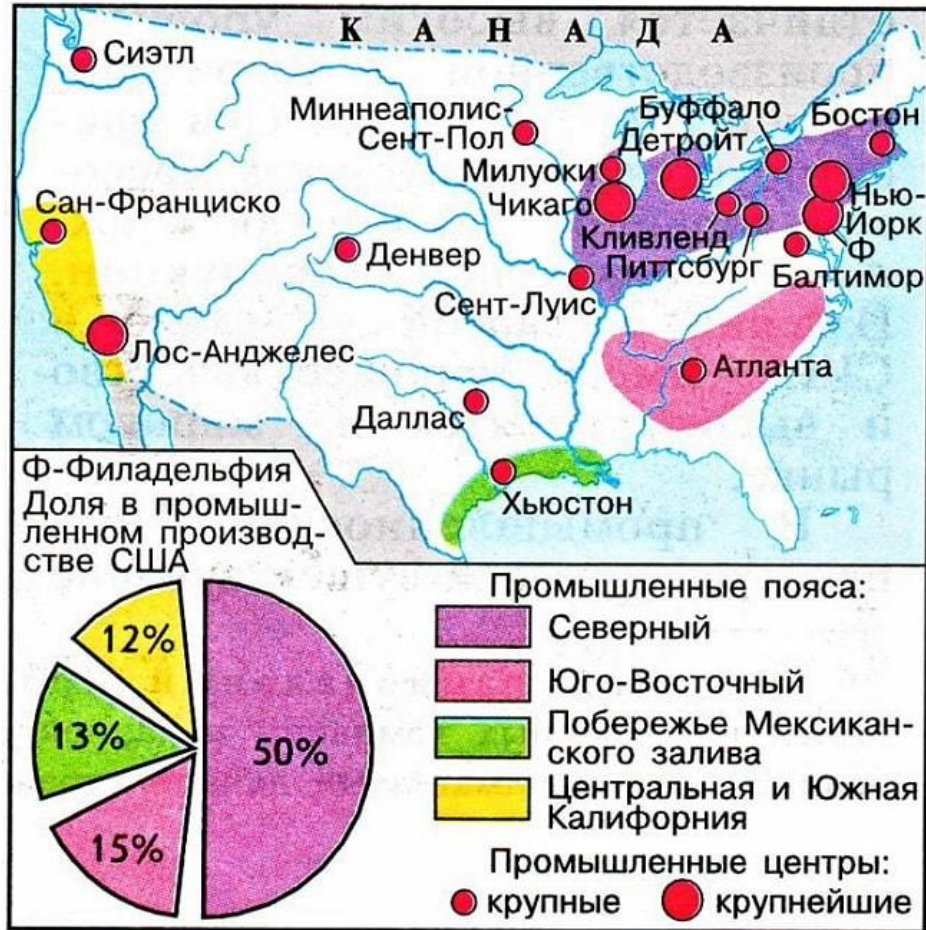 К А Н А Д А
Сиэтл
Миннеаполис-
Сент-Пол
Буффало
Бостон
Детройт
Милуоки
Чикаго
Сан-Франциско
Нью-
Йорк
Ф
Денвер
Кливленд
Питтсбург
Балтимор
Сент-Луис
Лос-Анджелес
Атланта
Даллас
Хьюстон
Ф-Филадельфия
Доля в промыш-
ленном производ-
стве США
12%
13%
15%
50%
Промышленные пояса:
Северный
Юго-Восточный
Побережье Мексикан-
ского залива
Центральная и Южная
Калифорния
Промышленные центры:
крупные
крупнейшие